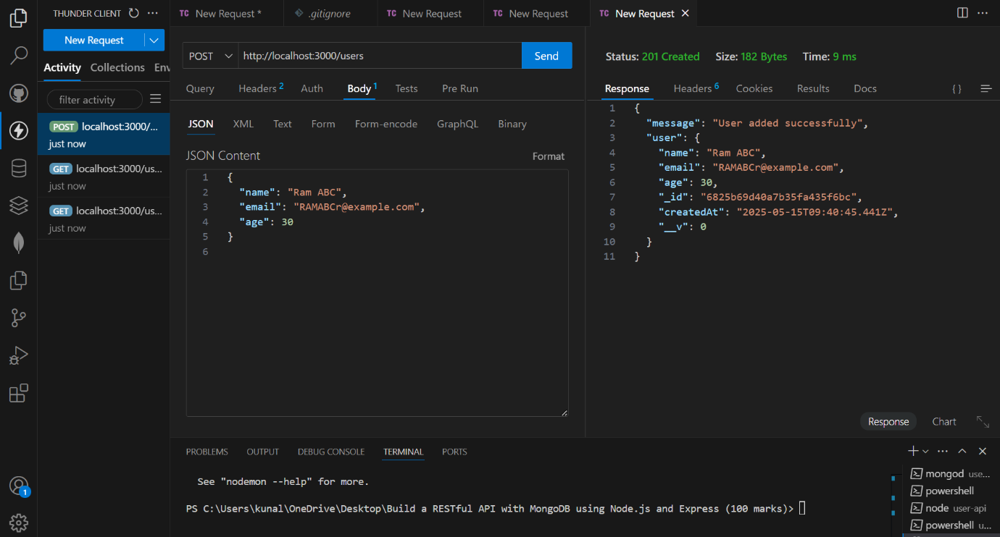 THUNDER CLIENT
New Request
Activity Collections Env
filter activity
POST localhost:3000/...
just now
GET localhost:3000/us...
just now
GET localhost:3000/us...
just now
1
TC New Request *
.gitignore
TC New Request
TC New Request
TC New Request
POST http://localhost:3000/users Send
Query Headers 2 Auth Body 1 Tests Pre Run
JSON XML Text Form Form-encode GraphQL Binary
JSON Content Format
1 {
2 "name": "Ram ABC",
3 "email": "RAMABCr@example.com",
4 "age": 30
5 }
6
Status: 201 Created Size: 182 Bytes Time: 9 ms
Response Headers 6 Cookies Results Docs { }
1 {
2 "message": "User added successfully",
3 "user": {
4 "name": "Ram ABC",
5 "email": "RAMABCr@example.com",
6 "age": 30,
7 "_id": "6825b69d40a7b35fa435f6bc",
8 "createdAt": "2025-05-15T09:40:45.441Z",
9 "__v": 0
10 }
11 }
Response Chart
PROBLEMS OUTPUT DEBUG CONSOLE TERMINAL PORTS
See "nodemon --help" for more.
PS C:\Users\kunal\OneDrive\Desktop\Build a RESTful API with MongoDB using Node.js and Express (100 marks)>
mongod use...
powershell
node user-api
powershell u...